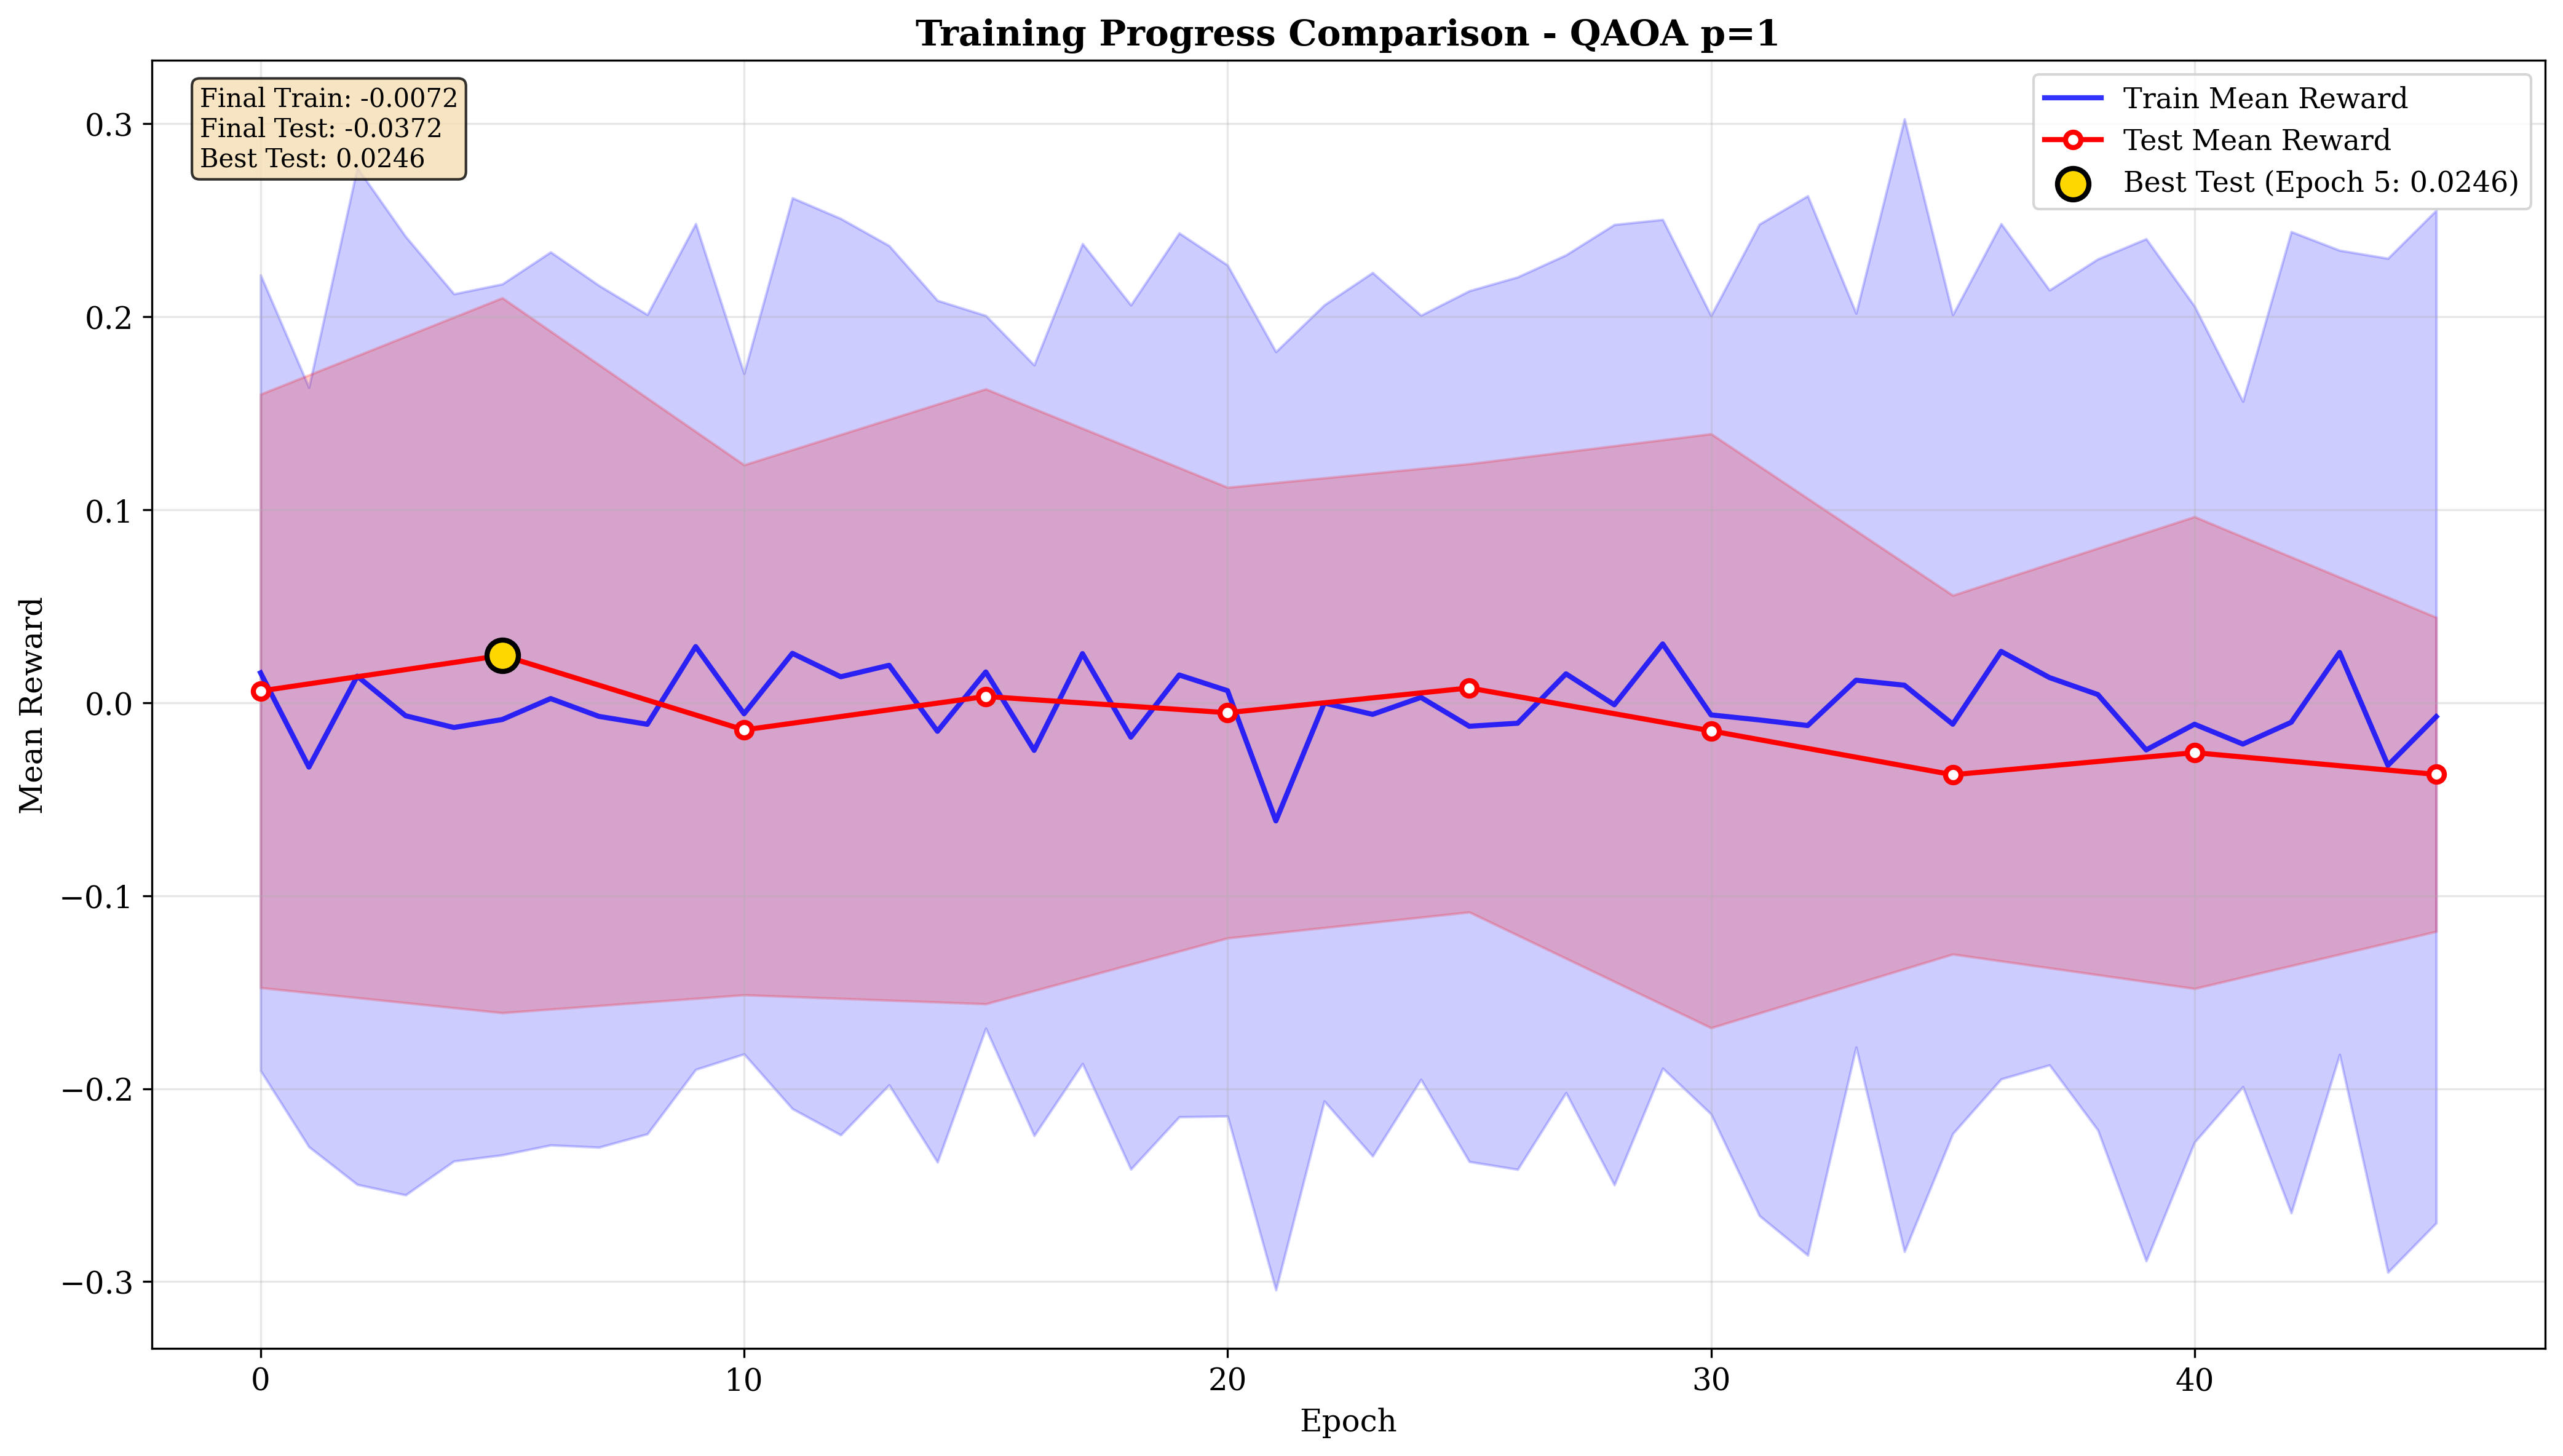 Training Progress Comparison - QAOA p=1
Final Train: -0.0072
Final Test: -0.0372
Best Test: 0.0246
Train Mean Reward
Test Mean Reward
Best Test (Epoch 5: 0.0246)
Mean Reward
0.3
0.2
0.1
0.0
−0.1
−0.2
−0.3
0 10 20 30 40
Epoch